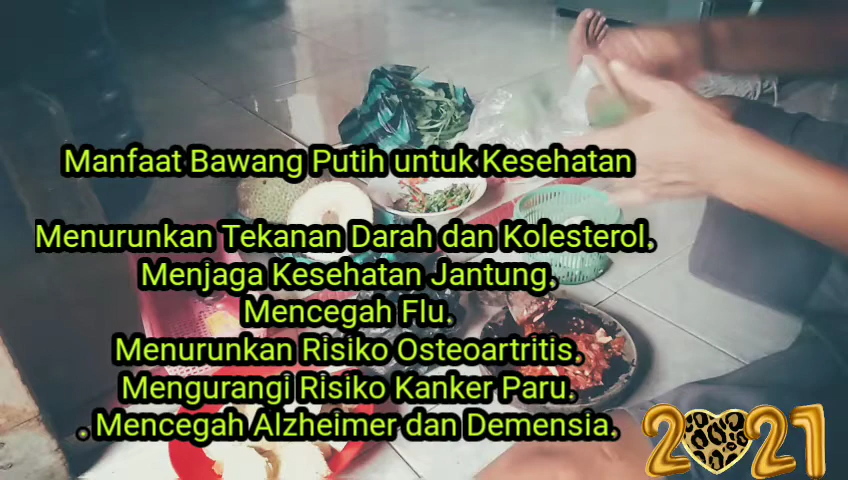 Manfaat Bawang Putih untuk Kesehatan
Menurunkan Tekanan Darah dan Kolesterol.
Menjaga Kesehatan Jantung.
Mencegah Flu.
Menurunkan Risiko Osteoartritis.
Mengurangi Risiko Kanker Paru.
. Mencegah Alzheimer dan Demensia.
2021